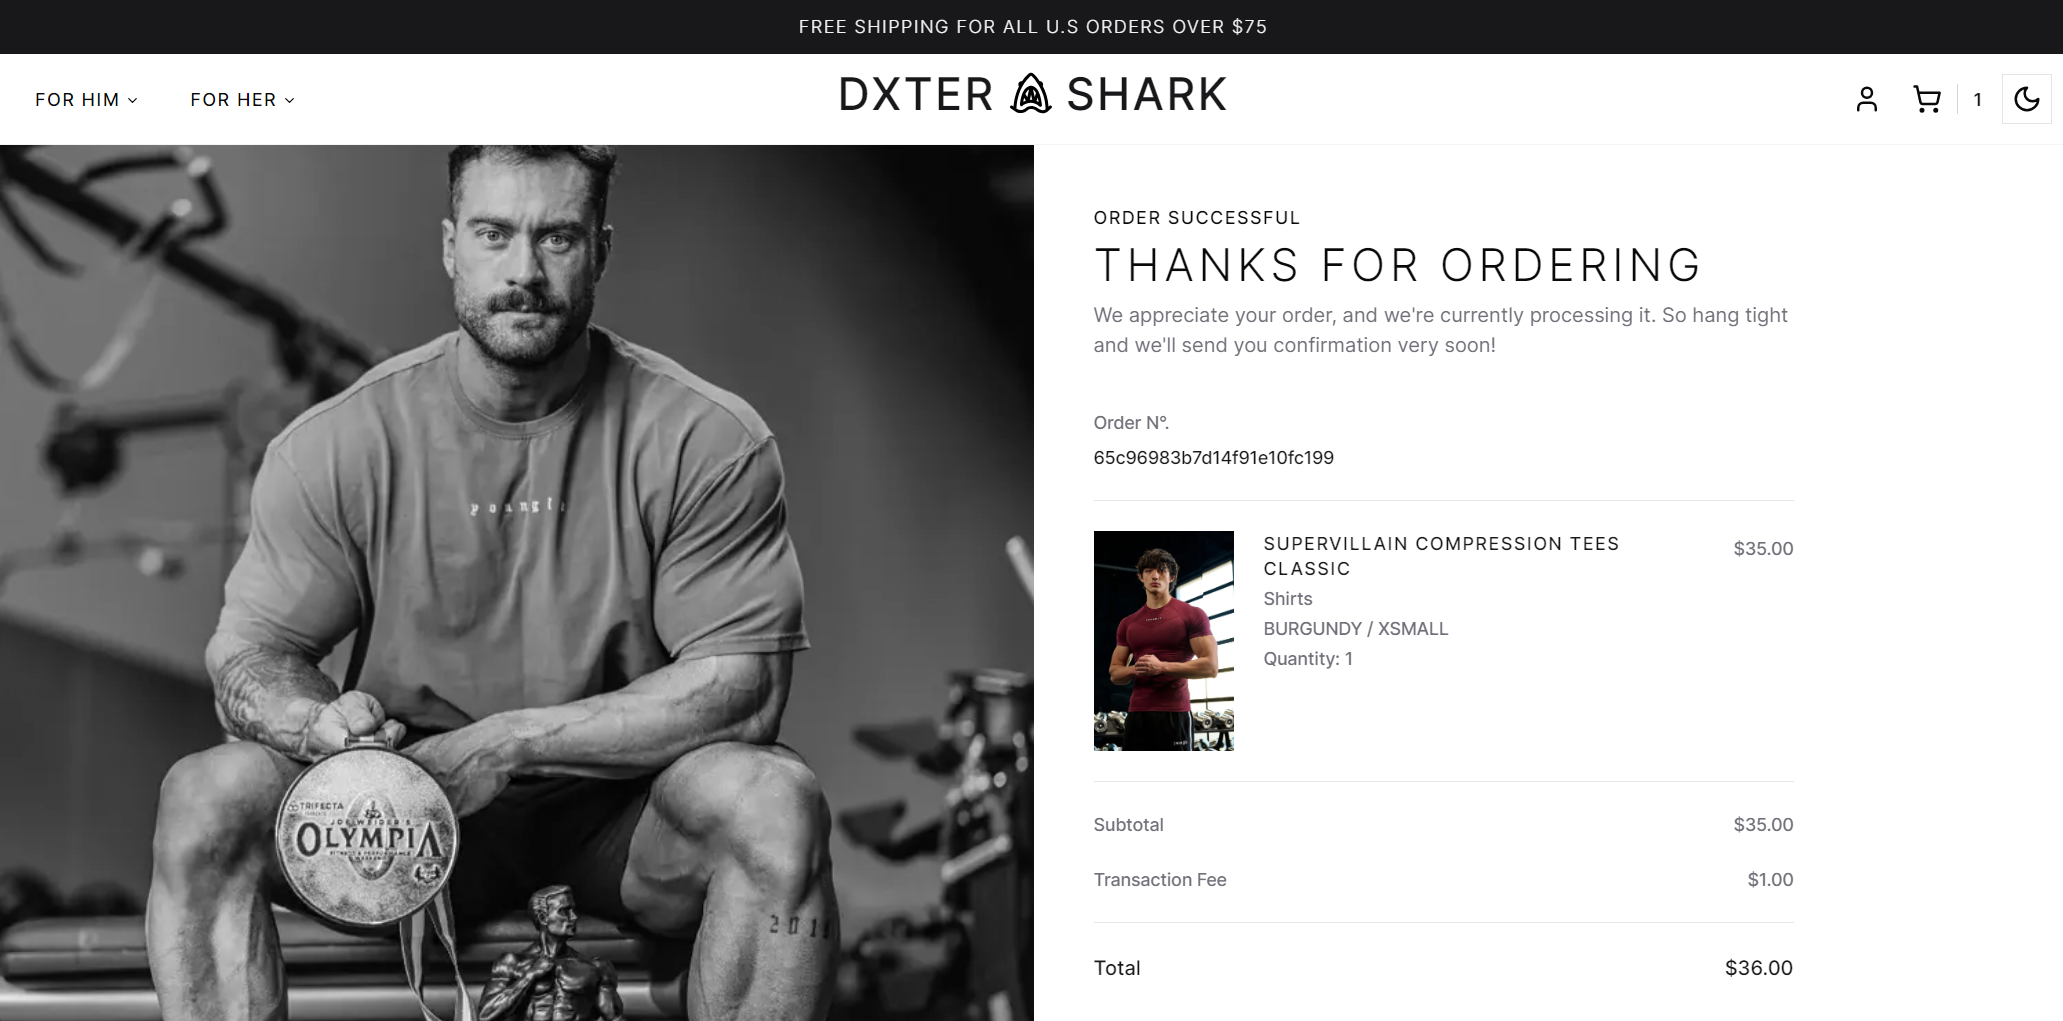 FREE SHIPPING FOR ALL U.S ORDERS OVER $75
FOR HIM
FOR HER
DXTER SHARK
1
ORDER SUCCESSFUL
THANKS FOR ORDERING
We appreciate your order, and we're currently processing it. So hang tight
and we'll send you confirmation very soon!
Order N°.
65c96983b7d14f91e10fc199
SUPERVILLAIN COMPRESSION TEES
CLASSIC
$35.00
Shirts
BURGUNDY / XSMALL
Quantity: 1
Subtotal
$35.00
Transaction Fee
$1.00
Total
$36.00
TRIFECTA
JOE WEIDER'S
OLYMPIA